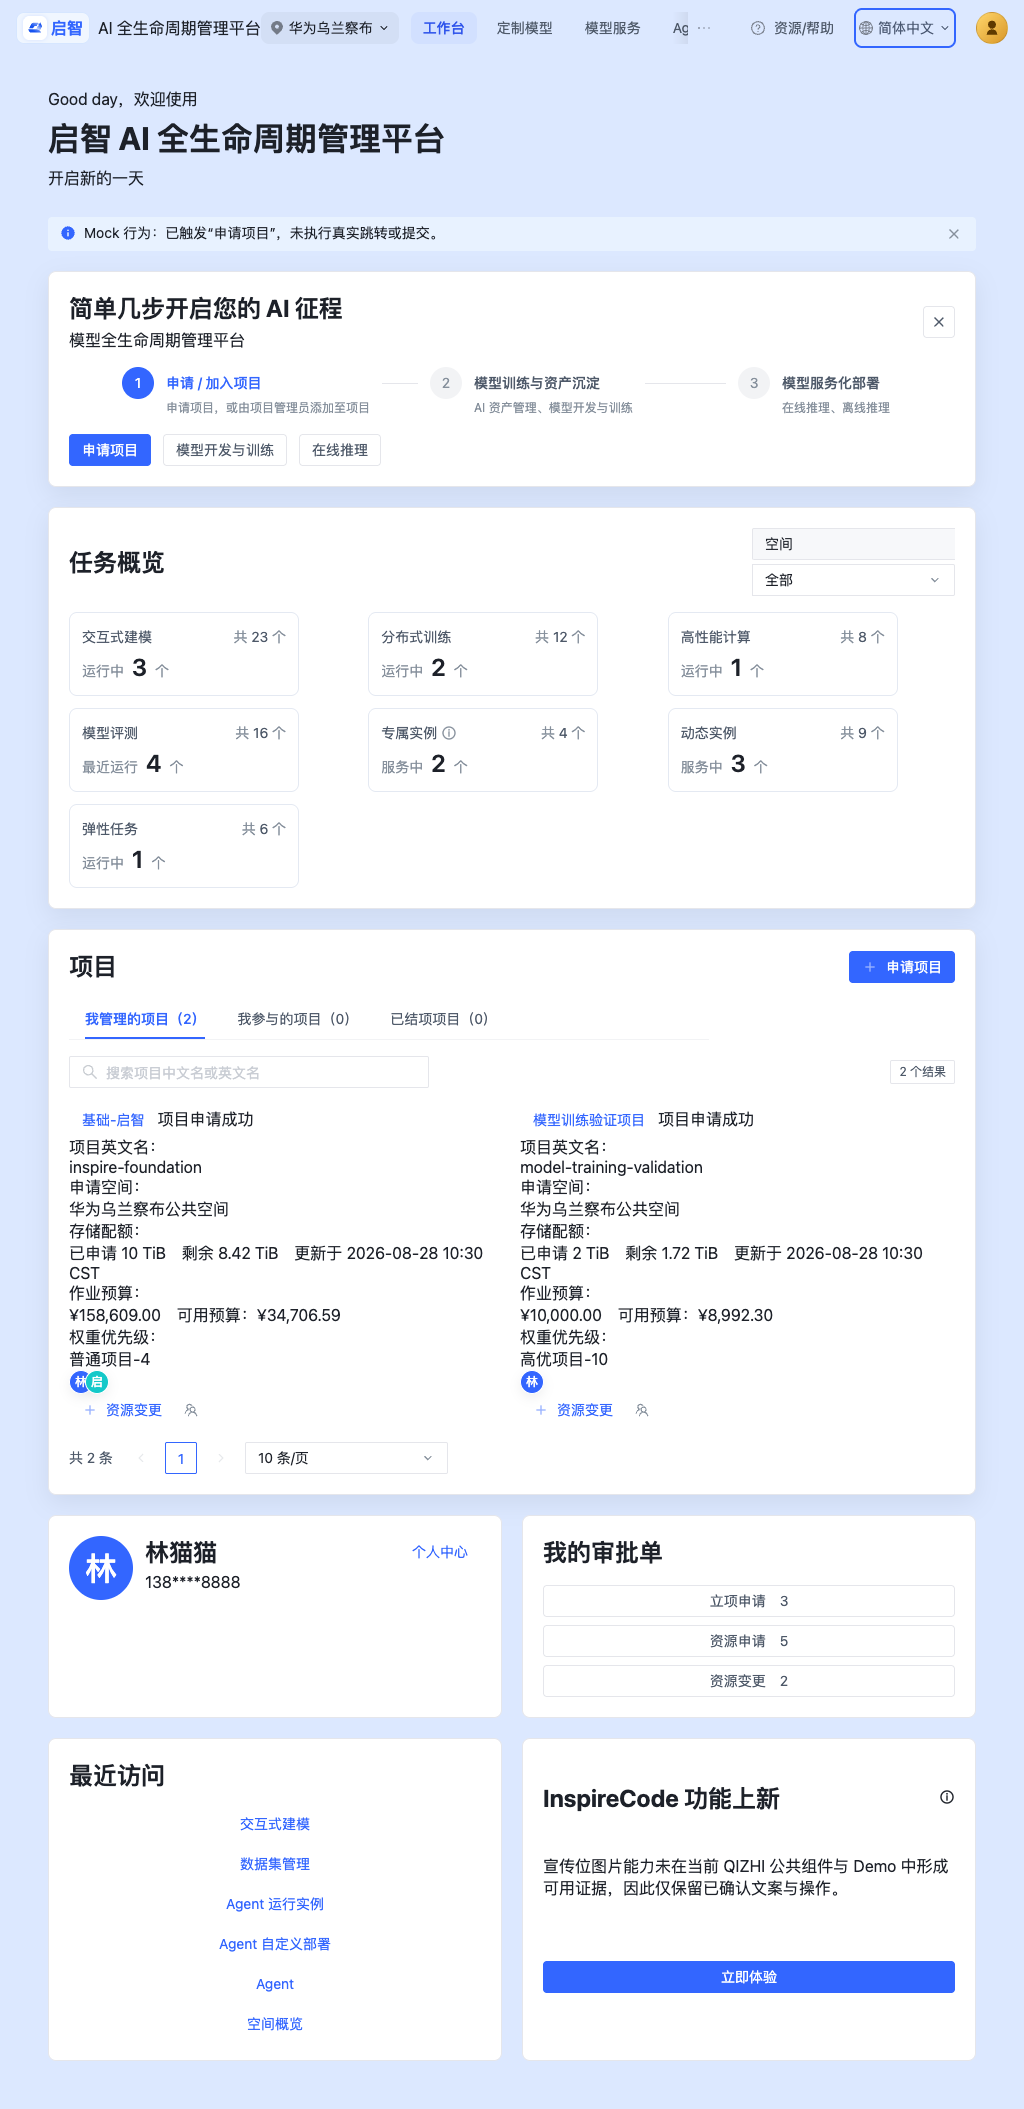 启智 AI 全生命周期管理平台 华为乌兰察布 工作台 定制模型 模型服务 Ag ··· 资源/帮助 简体中文
Good day，欢迎使用
启智 AI 全生命周期管理平台
开启新的一天
Mock 行为：已触发“申请项目”，未执行真实跳转或提交。
简单几步开启您的 AI 征程
模型全生命周期管理平台
1 申请 / 加入项目 2 模型训练与资产沉淀 3 模型服务化部署
申请项目，或由项目管理员添加至项目 AI 资产管理、模型开发与训练 在线推理、离线推理
申请项目 模型开发与训练 在线推理
任务概览
空间
全部
交互式建模 共 23 个 分布式训练 共 12 个 高性能计算 共 8 个
运行中 3 个 运行中 2 个 运行中 1 个
模型评测 共 16 个 专属实例 共 4 个 动态实例 共 9 个
最近运行 4 个 服务中 2 个 服务中 3 个
弹性任务 共 6 个
运行中 1 个
项目
申请项目
我管理的项目（2） 我参与的项目（0） 已结项项目（0）
搜索项目中文名或英文名
2 个结果
基础-启智 项目申请成功
项目英文名：
inspire-foundation
申请空间：
华为乌兰察布公共空间
存储配额：
已申请 10 TiB 剩余 8.42 TiB 更新于 2026-08-28 10:30
CST
作业预算：
¥158,609.00 可用预算：¥34,706.59
权重优先级：
普通项目-4
林 启
资源变更
模型训练验证项目 项目申请成功
项目英文名：
model-training-validation
申请空间：
华为乌兰察布公共空间
存储配额：
已申请 2 TiB 剩余 1.72 TiB 更新于 2026-08-28 10:30
CST
作业预算：
¥10,000.00 可用预算：¥8,992.30
权重优先级：
高优项目-10
林
资源变更
共 2 条 1 10 条/页
林 林猫猫 个人中心
138****8888
我的审批单
立项申请 3
资源申请 5
资源变更 2
最近访问
交互式建模
数据集管理
Agent 运行实例
Agent 自定义部署
Agent
空间概览
InspireCode 功能上新
宣传位图片能力未在当前 QIZHI 公共组件与 Demo 中形成
可用证据，因此仅保留已确认文案与操作。
立即体验